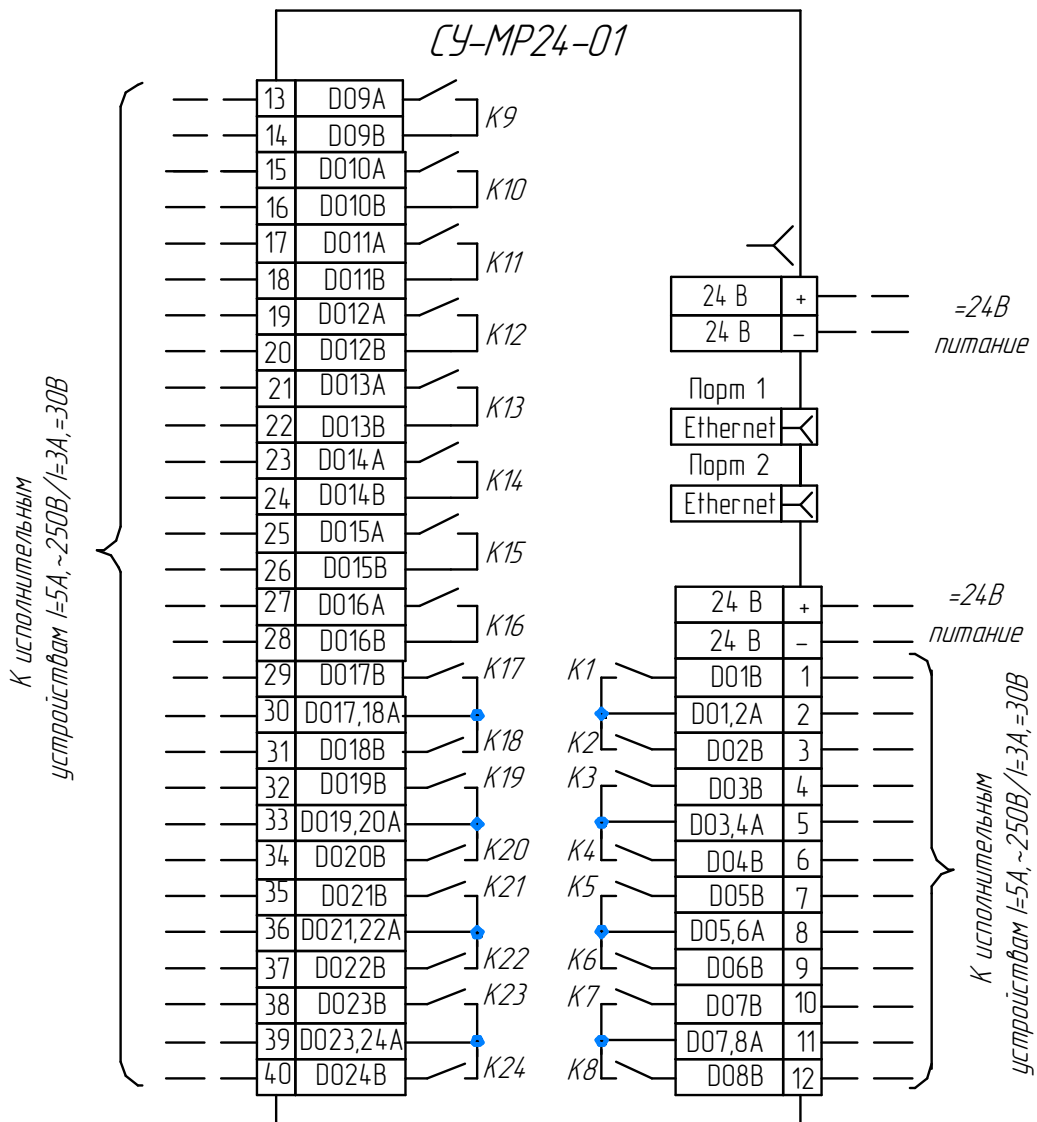 СУ-МР24-01
13 DO9A
K9
14 DO9B
15 DO10A
K10
16 DO10B
17 DO11A
K11
18 DO11B
19 DO12A
K12
20 DO12B
21 DO13A
K13
22 DO13B
23 DO14A
K14
24 DO14B
25 DO15A
K15
26 DO15B
27 DO16A
K16
28 DO16B
29 DO17B K17
30 DO17,18A
31 DO18B K18
32 DO19B K19
33 DO19,20A
34 DO20B K20
35 DO21B K21
36 DO21,22A
37 DO22B K22
38 DO23B K23
39 DO23,24A
40 DO24B K24
К исполнительным
устройствам I=5А,~250В/I=3А,=30В
24 В +
24 В –
=24В
питание
Порт 1
Ethernet
Порт 2
Ethernet
24 В +
24 В –
=24В
питание
K1 DO1B 1
DO1,2A 2
K2 DO2B 3
K3 DO3B 4
DO3,4A 5
K4 DO4B 6
K5 DO5B 7
DO5,6A 8
K6 DO6B 9
K7 DO7B 10
DO7,8A 11
K8 DO8B 12
К исполнительным
устройствам I=5А,~250В/I=3А,=30В